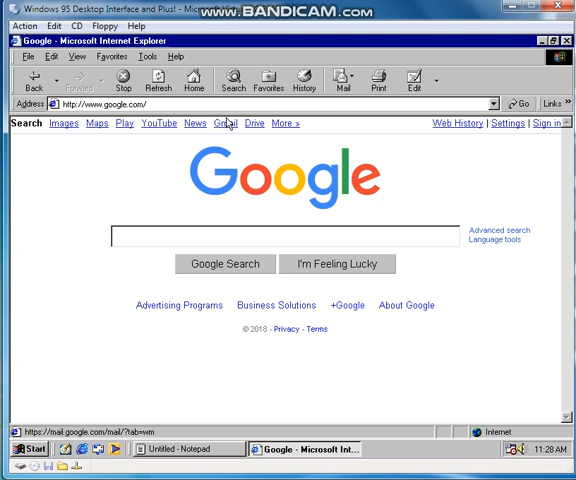 Windows 95 Desktop Interface and Plus! - Microsoft
www.BANDICAM.com
Action Edit CD Floppy Help
Google - Microsoft Internet Explorer
File Edit View Favorites Tools Help
Back Forward Stop Refresh Home Search Favorites History Mail Print Edit
Address http://www.google.com/ Go Links »
Search Images Maps Play YouTube News Gmail Drive More » Web History | Settings | Sign in
Google
Advanced search
Language tools
Google Search I'm Feeling Lucky
Advertising Programs Business Solutions +Google About Google
© 2018 - Privacy - Terms
https://mail.google.com/mail/?tab=wm Internet
Start Untitled - Notepad Google - Microsoft Int... 11:28 AM